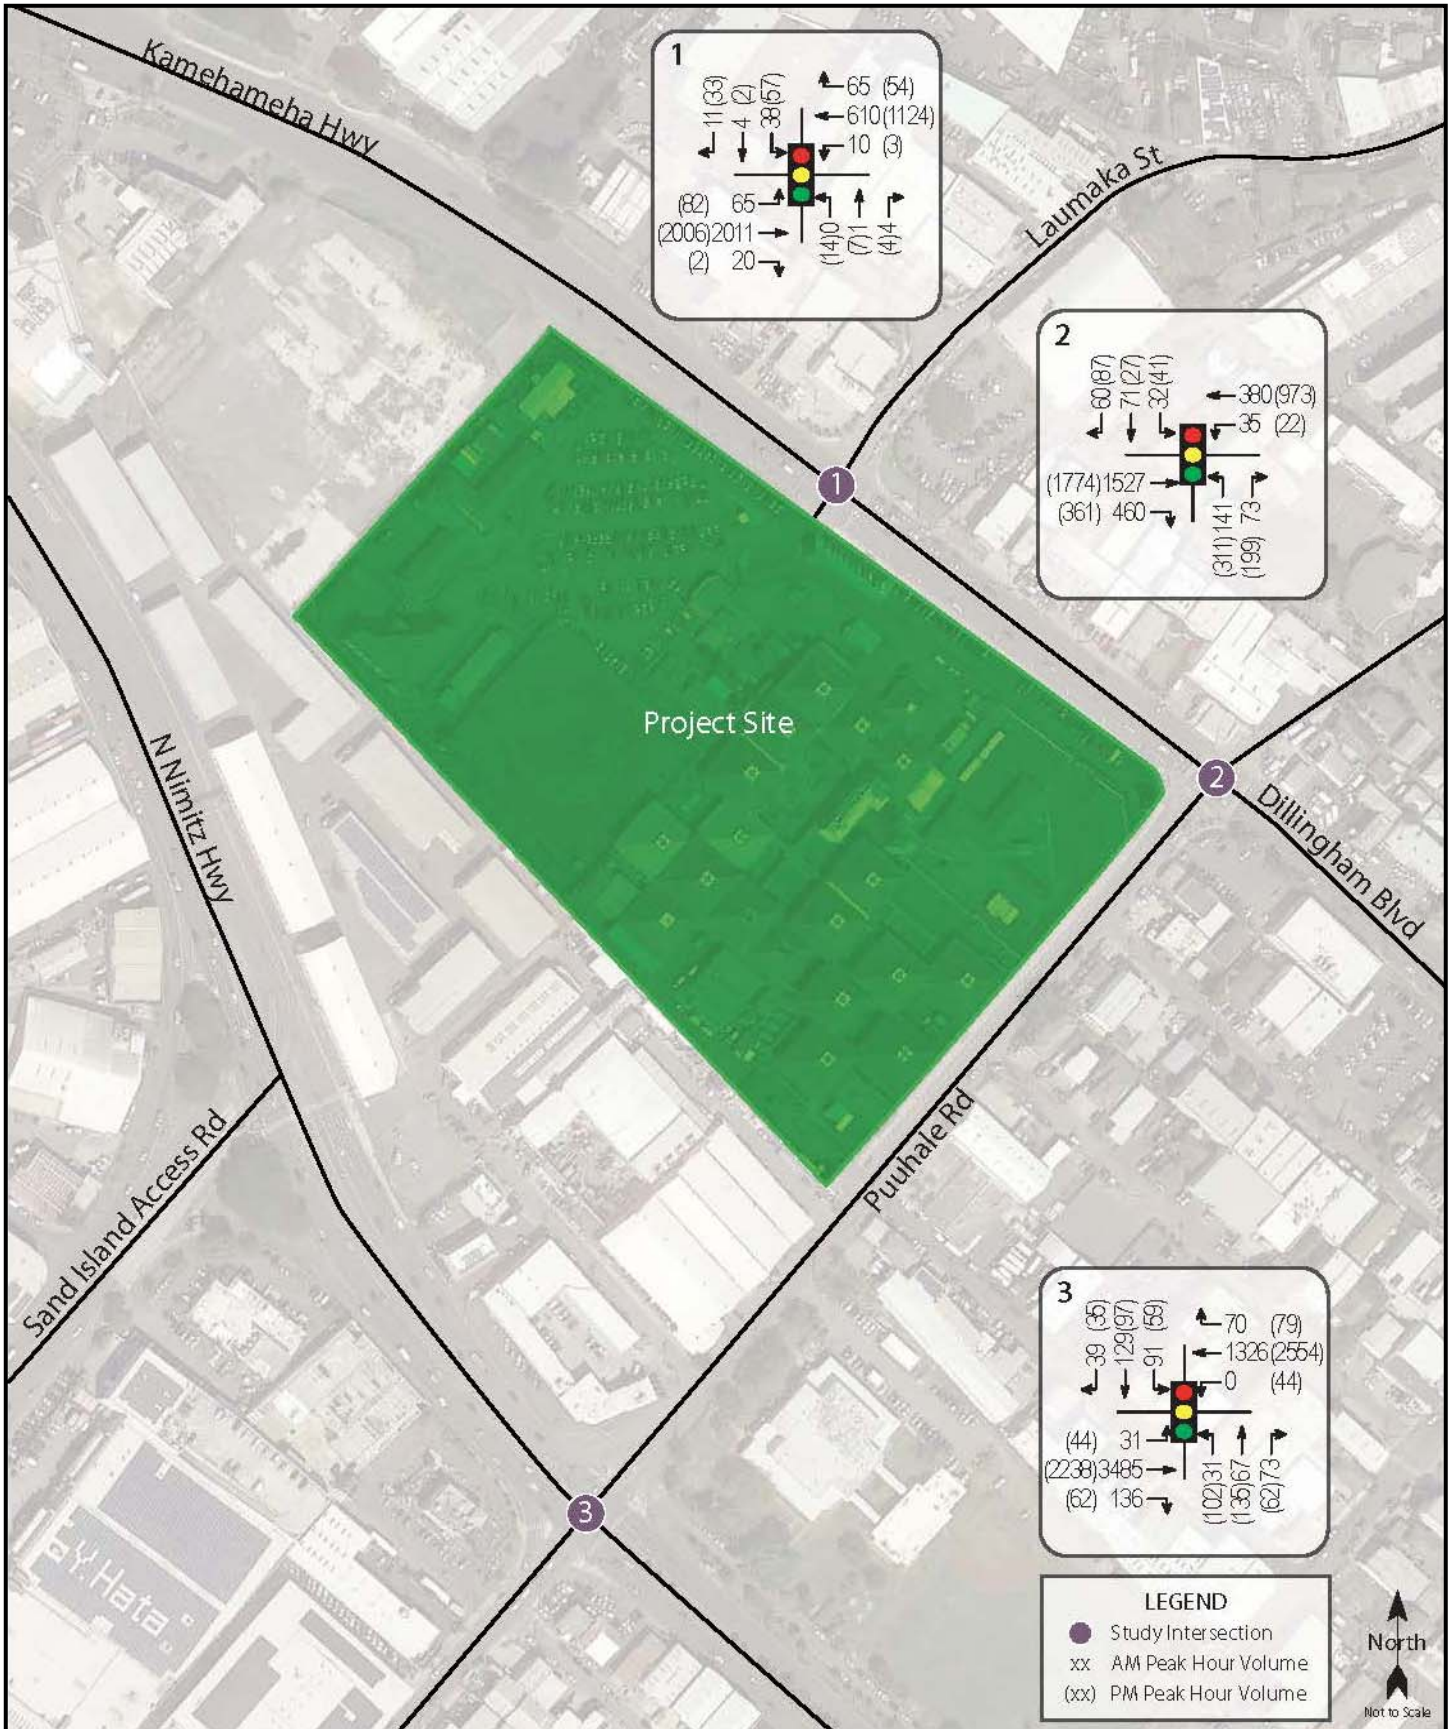 Kamehameha Hwy
1
11 (33)
4 (2)
38(57)
65 (54)
610(1124)
10 (3)
(82) 65
(2006)2011
(2) 20
(14)0
(7)1
(4)4
Laumaka St
2
60(87)
71(27)
32(41)
380(973)
35 (22)
(1774)1527
(361) 460
(311)141
(199) 73
1
Project Site
2
Dillingham Blvd
N Nimitz Hwy
Puuhale Rd
Sand Island Access Rd
3
39 (35)
129(97)
91 (59)
70 (79)
1326(2554)
0 (44)
(44) 31
(2238)3485
(62) 136
(102)31
(135)67
(62)73
3
Y. Hata
LEGEND
Study Intersection
xx AM Peak Hour Volume
(xx) PM Peak Hour Volume
North
Not to Scale